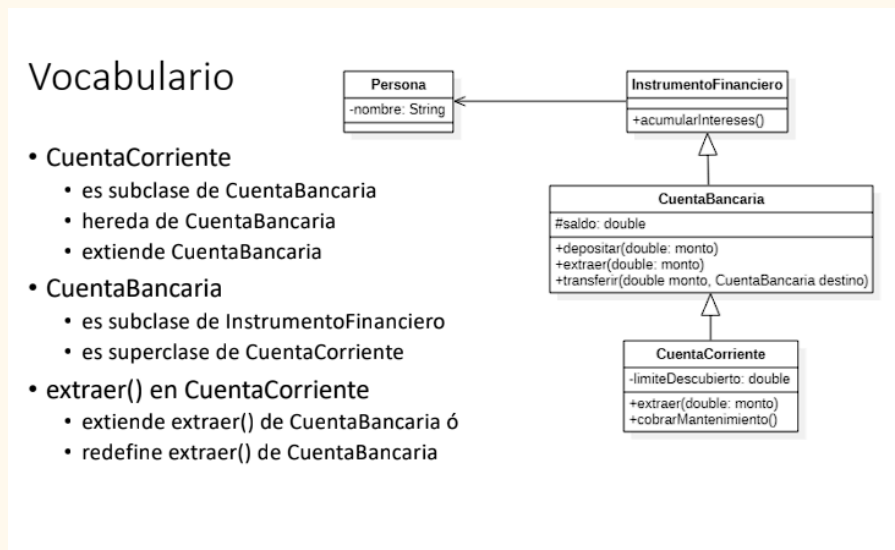 Vocabulario
• CuentaCorriente
• es subclase de CuentaBancaria
• hereda de CuentaBancaria
• extiende CuentaBancaria
• CuentaBancaria
• es subclase de InstrumentoFinanciero
• es superclase de CuentaCorriente
• extraer() en CuentaCorriente
• extiende extraer() de CuentaBancaria ó
• redefine extraer() de CuentaBancaria
Persona
-nombre: String
InstrumentoFinanciero
+acumularIntereses()
CuentaBancaria
#saldo: double
+depositar(double: monto)
+extraer(double: monto)
+transferir(double monto, CuentaBancaria destino)
CuentaCorriente
-limiteDescubierto: double
+extraer(double: monto)
+cobrarMantenimiento()